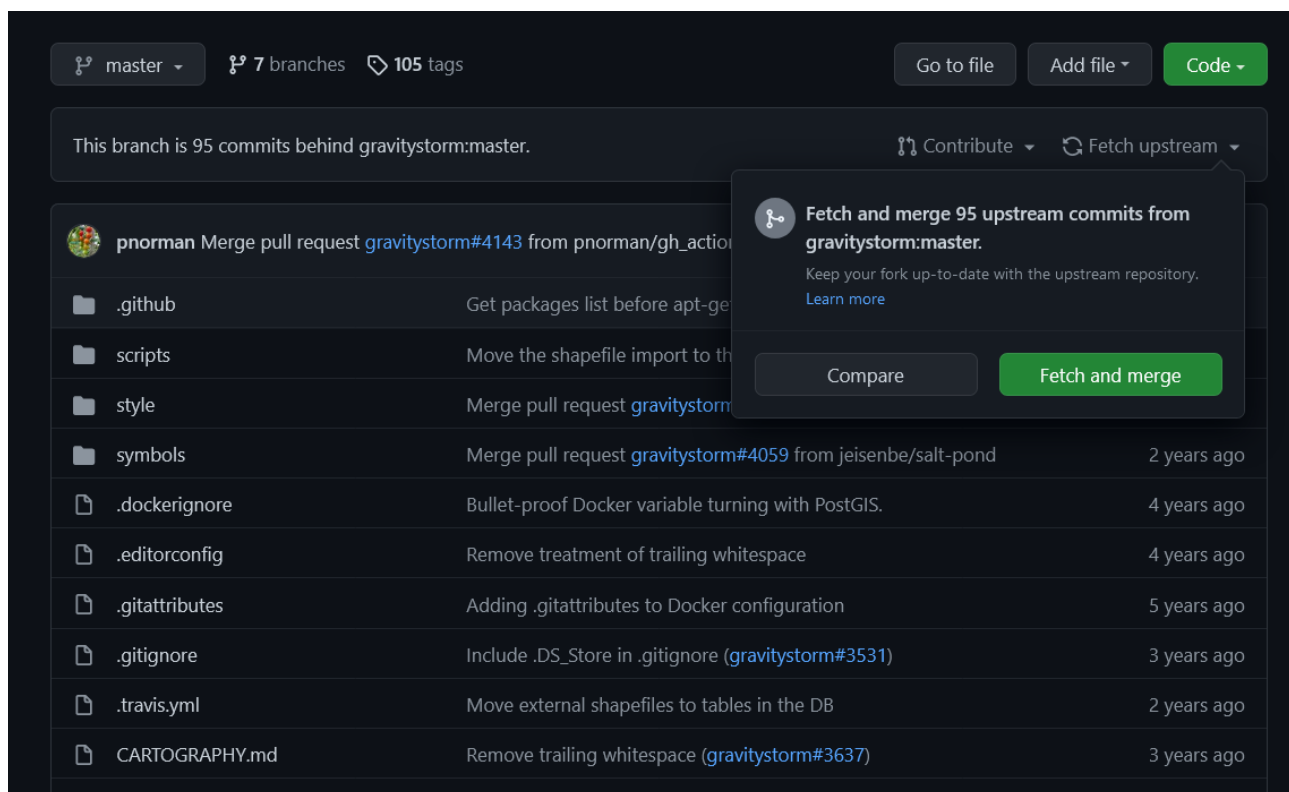 master 7 branches 105 tags Go to file Add file Code
This branch is 95 commits behind gravitystorm:master. Contribute Fetch upstream
Fetch and merge 95 upstream commits from
gravitystorm:master.
Keep your fork up-to-date with the upstream repository.
Learn more
Compare Fetch and merge
pnorman Merge pull request gravitystorm#4143 from pnorman/gh_action
.github Get packages list before apt-ge
scripts Move the shapefile import to th
style Merge pull request gravitystorm
symbols Merge pull request gravitystorm#4059 from jeisenbe/salt-pond 2 years ago
.dockerignore Bullet-proof Docker variable turning with PostGIS. 4 years ago
.editorconfig Remove treatment of trailing whitespace 4 years ago
.gitattributes Adding .gitattributes to Docker configuration 5 years ago
.gitignore Include .DS_Store in .gitignore (gravitystorm#3531) 3 years ago
.travis.yml Move external shapefiles to tables in the DB 2 years ago
CARTOGRAPHY.md Remove trailing whitespace (gravitystorm#3637) 3 years ago